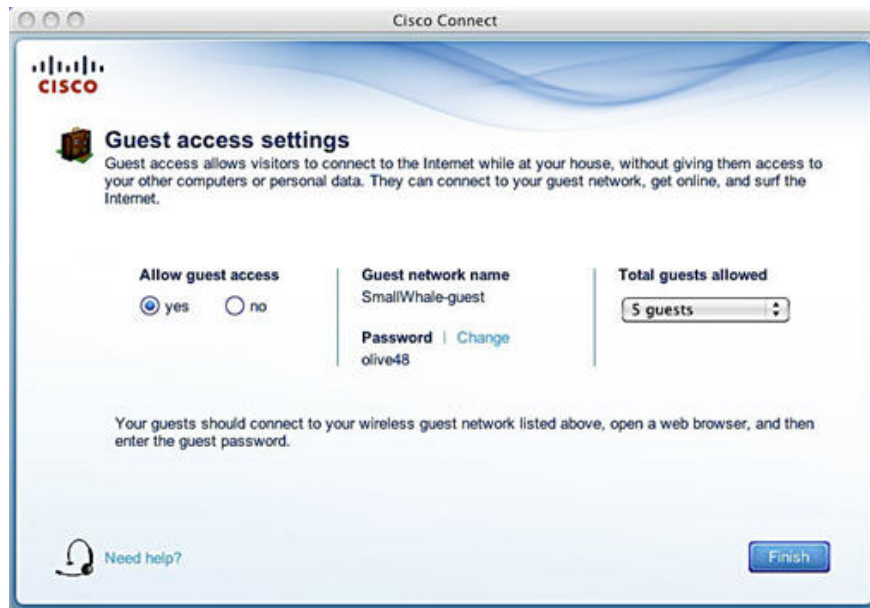 Cisco Connect
CISCO
Guest access settings
Guest access allows visitors to connect to the Internet while at your house, without giving them access to
your other computers or personal data. They can connect to your guest network, get online, and surf the
Internet.
Allow guest access
yes no
Guest network name
SmallWhale-guest
Password | Change
olive48
Total guests allowed
5 guests
Your guests should connect to your wireless guest network listed above, open a web browser, and then
enter the guest password.
Need help?
Finish